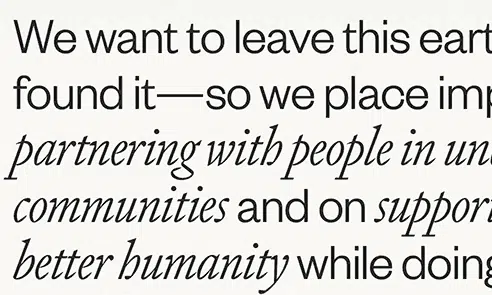 We want to leave this eart
found it—so we place imp
partnering with people in un
communities and on support
better humanity while doing